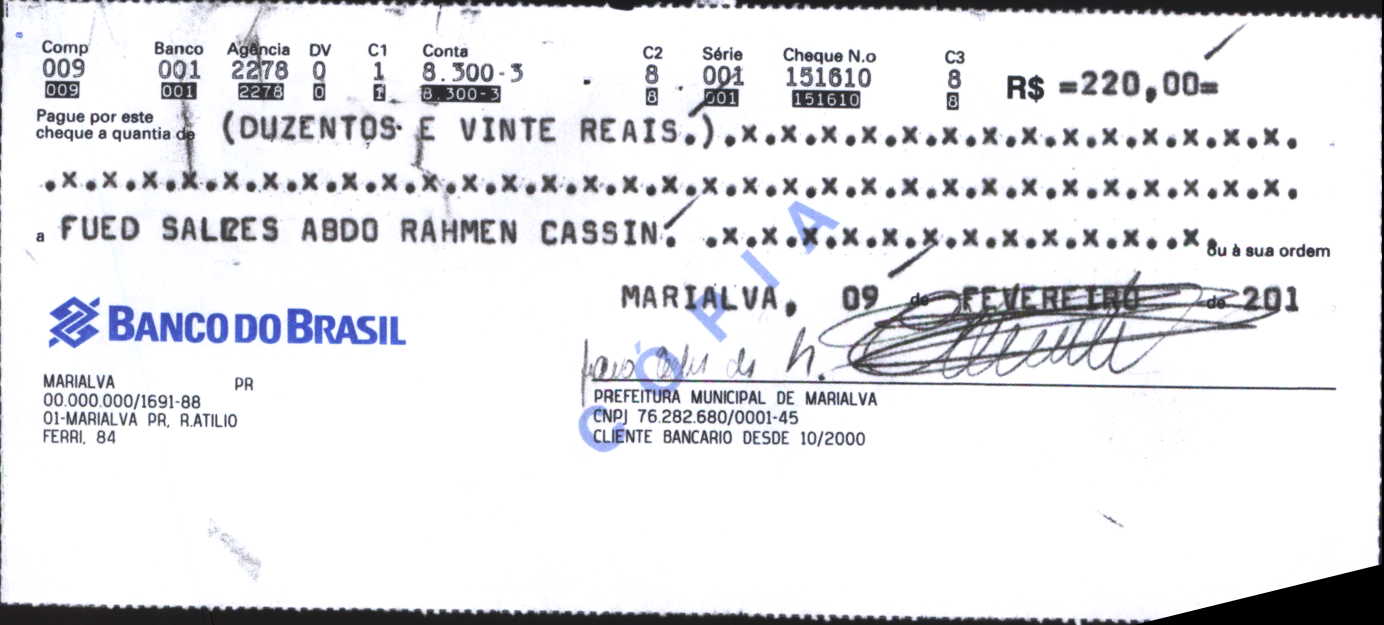 Comp Banco Agência DV C1 Conta C2 Série Cheque N.o C3
009 001 2278 0 1 8.300-3 8 001 151610 8 R$ =220,00=
009 001 2278 0 1 8.300-3 8 001 151610 8
Pague por este
cheque a quantia de (DUZENTOS E VINTE REAIS.).x.x.x.x.x.x.x.x.x.x.x.x.x.x.
.x.x.x.x.x.x.x.x.x.x.x.x.x.x.x.x.x.x.x.x.x.x.x.x.x.x.x.x.x.x.x.
a FUED ABDO RAHMEN CASSIN. .x.x.x.x.x.x.x.x.x.x.x..x.
ou à sua ordem
MARIALVA, 09 de FEVEREIRO de 201
BANCO DO BRASIL
MARIALVA PR
00.000.000/1691-88
01-MARIALVA PR, R.ATILIO
FERRI, 84
PREFEITURA MUNICIPAL DE MARIALVA
CNPJ 76.282.680/0001-45
CLIENTE BANCARIO DESDE 10/2000
CÓPIA